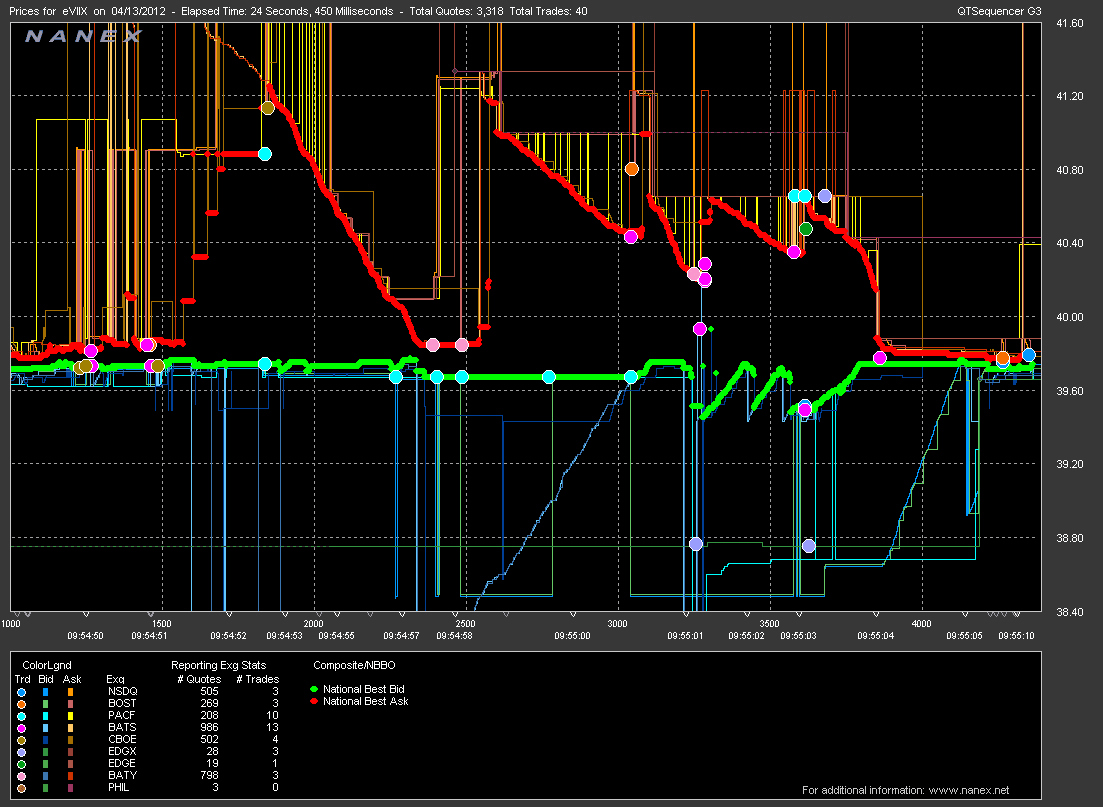 Prices for eVIIX on 04/13/2012 - Elapsed Time: 24 Seconds, 450 Milliseconds - Total Quotes: 3,318 Total Trades: 40 QTSequencer G3
NANEX
41.60
41.20
40.80
40.40
40.00
39.60
39.20
38.80
38.40
1000 1500 2000 2500 3000 3500 4000
09:54:50 09:54:51 09:54:52 09:54:53 09:54:55 09:54:57 09:54:58 09:55:00 09:55:01 09:55:02 09:55:03 09:55:04 09:55:05 09:55:10
ColorLgnd Reporting Exg Stats Composite/NBBO
Trd Bid Ask Exq # Quotes # Trades
NSDQ 505 3
BOST 269 3
PACF 208 10
BATS 986 13
CBOE 502 4
EDGX 28 3
EDGE 19 1
BATY 798 3
PHIL 3 0
National Best Bid
National Best Ask
For additional information: www.nanex.net